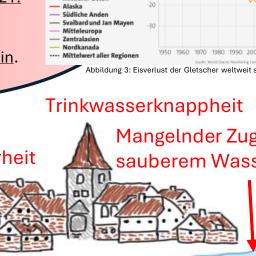 Alaska
Südliche Anden
Svalbard und Jan Mayen
Mitteleuropa
Zentralasien
Nordkanada
Mittelwert aller Regionen
-20
-30
1950 1960 1970 1980 1990 200
Abbildung 3: Eisverlust der Gletscher weltweit s
in.
Trinkwasserknappheit
Mangelnder Zug
sauberem Wass
rheit